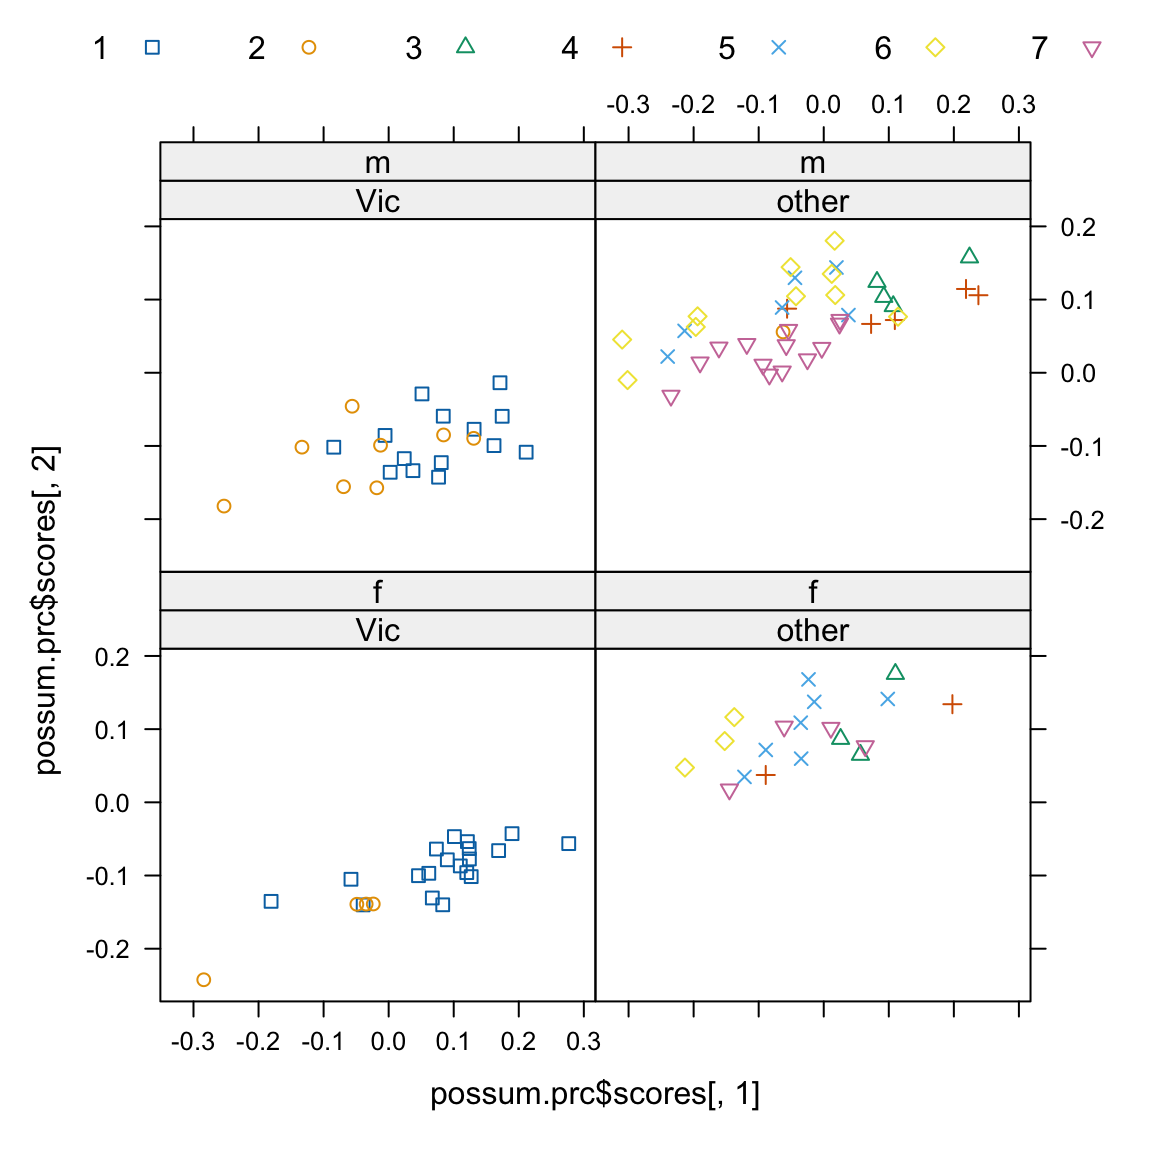 1 2 3 4 5 6 7
-0.3 -0.2 -0.1 0.0 0.1 0.2 0.3
m m
Vic other
0.2
0.1
0.0
-0.1
-0.2
possum.prc$scores[, 2]
f f
Vic other
0.2
0.1
0.0
-0.1
-0.2
-0.3 -0.2 -0.1 0.0 0.1 0.2 0.3
possum.prc$scores[, 1]